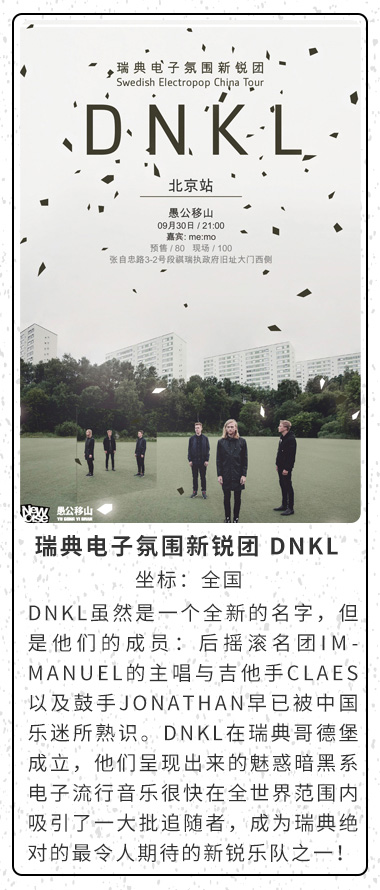 瑞典电子氛围新锐团
Swedish Electropop China Tour
DNKL
北京站
愚公移山
09月30日 / 21:00
嘉宾: me:mo
预售 / 80 现场 / 100
张自忠路3-2号段祺瑞执政府旧址大门西侧
New Noise
愚公移山
YU GONG YI SHAN
瑞典电子氛围新锐团 DNKL
坐标：全国
DNKL虽然是一个全新的名字，但
是他们的成员：后摇滚名团IM-
MANUEL的主唱与吉他手CLAES
以及鼓手JONATHAN早已被中国
乐迷所熟识。DNKL在瑞典哥德堡
成立，他们呈现出来的魅惑暗黑系
电子流行音乐很快在全世界范围内
吸引了一大批追随者，成为瑞典绝
对的最令人期待的新锐乐队之一！